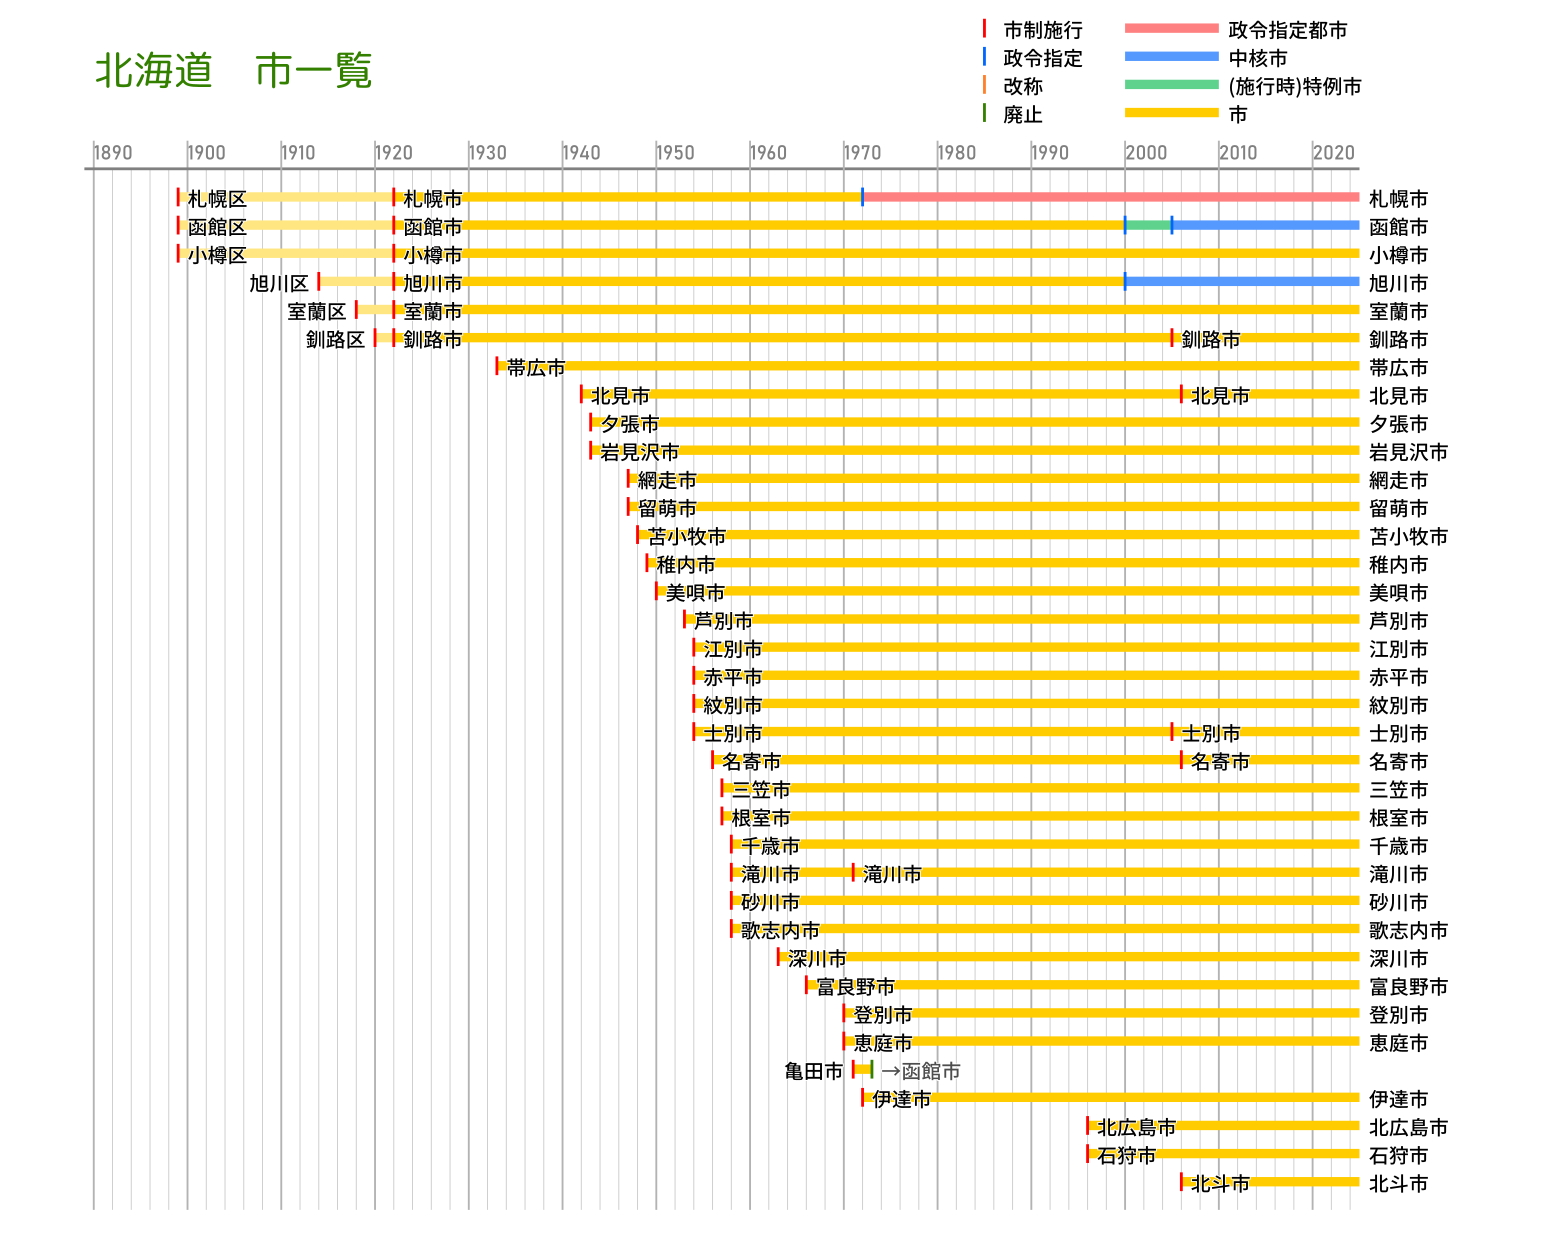 北海道　市一覧
市制施行 政令指定都市
政令指定 中核市
改称 (施行時)特例市
廃止 市
1890 1900 1910 1920 1930 1940 1950 1960 1970 1980 1990 2000 2010 2020
札幌区 札幌市 札幌市
函館区 函館市 函館市
小樽区 小樽市 小樽市
旭川区 旭川市 旭川市
室蘭区 室蘭市 室蘭市
釧路区 釧路市 釧路市 釧路市
帯広市 帯広市
北見市 北見市 北見市
夕張市 夕張市
岩見沢市 岩見沢市
網走市 網走市
留萌市 留萌市
苫小牧市 苫小牧市
稚内市 稚内市
美唄市 美唄市
芦別市 芦別市
江別市 江別市
赤平市 赤平市
紋別市 紋別市
士別市 士別市 士別市
名寄市 名寄市 名寄市
三笠市 三笠市
根室市 根室市
千歳市 千歳市
滝川市 滝川市 滝川市
砂川市 砂川市
歌志内市 歌志内市
深川市 深川市
富良野市 富良野市
登別市 登別市
恵庭市 恵庭市
亀田市 →函館市
伊達市 伊達市
北広島市 北広島市
石狩市 石狩市
北斗市 北斗市